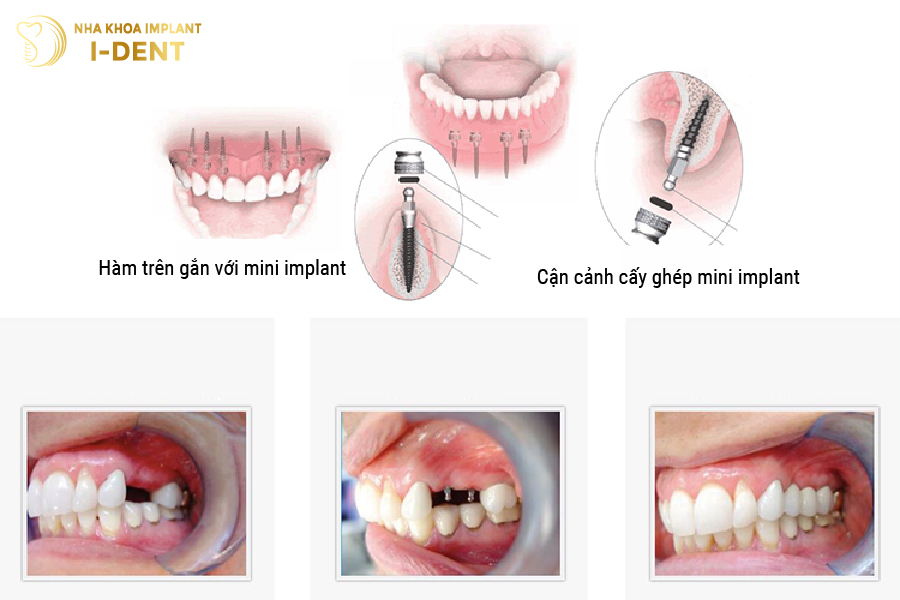 NHA KHOA IMPLANT
I-DENT
Hàm trên gắn với mini implant
Cận cảnh cấy ghép mini implant